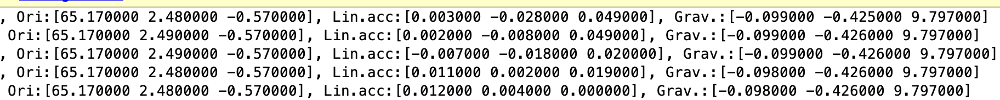 , Ori:[65.170000 2.480000 -0.570000], Lin.acc:[0.003000 -0.028000 0.049000], Grav.:[-0.099000 -0.425000 9.797000]
Ori:[65.170000 2.490000 -0.570000], Lin.acc:[0.002000 -0.008000 0.049000], Grav.:[-0.099000 -0.426000 9.797000]
, Ori:[65.170000 2.490000 -0.570000], Lin.acc:[-0.007000 -0.018000 0.020000], Grav.:[-0.099000 -0.426000 9.797000]
, Ori:[65.170000 2.480000 -0.570000], Lin.acc:[0.011000 0.002000 0.019000], Grav.:[-0.098000 -0.426000 9.797000]
Ori:[65.170000 2.480000 -0.570000], Lin.acc:[0.012000 0.004000 0.000000], Grav.:[-0.098000 -0.426000 9.797000]